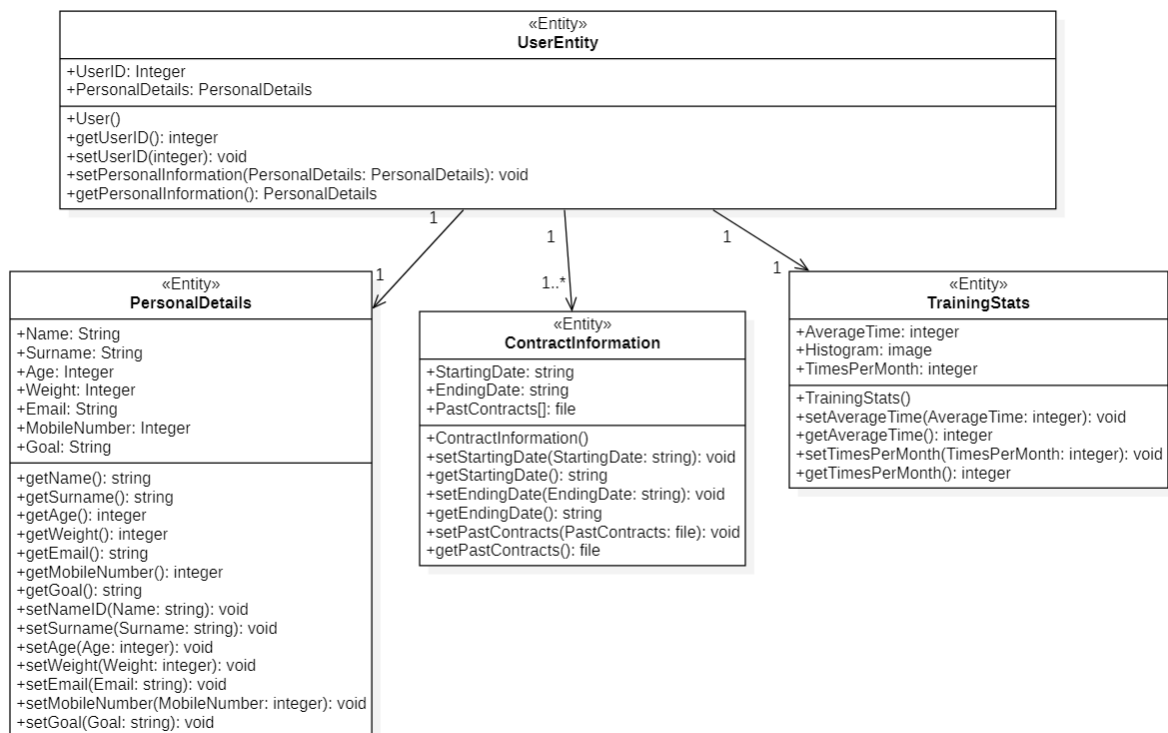 «Entity»
UserEntity
+UserID: Integer
+PersonalDetails: PersonalDetails
+User()
+getUserID(): integer
+setUserID(integer): void
+setPersonalInformation(PersonalDetails: PersonalDetails): void
+getPersonalInformation(): PersonalDetails
1
1
1
1
1..*
1
«Entity»
PersonalDetails
+Name: String
+Surname: String
+Age: Integer
+Weight: Integer
+Email: String
+MobileNumber: Integer
+Goal: String
+getName(): string
+getSurname(): string
+getAge(): integer
+getWeight(): integer
+getEmail(): string
+getMobileNumber(): integer
+getGoal(): string
+setNameID(Name: string): void
+setSurname(Surname: string): void
+setAge(Age: integer): void
+setWeight(Weight: integer): void
+setEmail(Email: string): void
+setMobileNumber(MobileNumber: integer): void
+setGoal(Goal: string): void
«Entity»
ContractInformation
+StartingDate: string
+EndingDate: string
+PastContracts[]: file
+ContractInformation()
+setStartingDate(StartingDate: string): void
+getStartingDate(): string
+setEndingDate(EndingDate: string): void
+getEndingDate(): string
+setPastContracts(PastContracts: file): void
+getPastContracts(): file
«Entity»
TrainingStats
+AverageTime: integer
+Histogram: image
+TimesPerMonth: integer
+TrainingStats()
+setAverageTime(AverageTime: integer): void
+getAverageTime(): integer
+setTimesPerMonth(TimesPerMonth: integer): void
+getTimesPerMonth(): integer